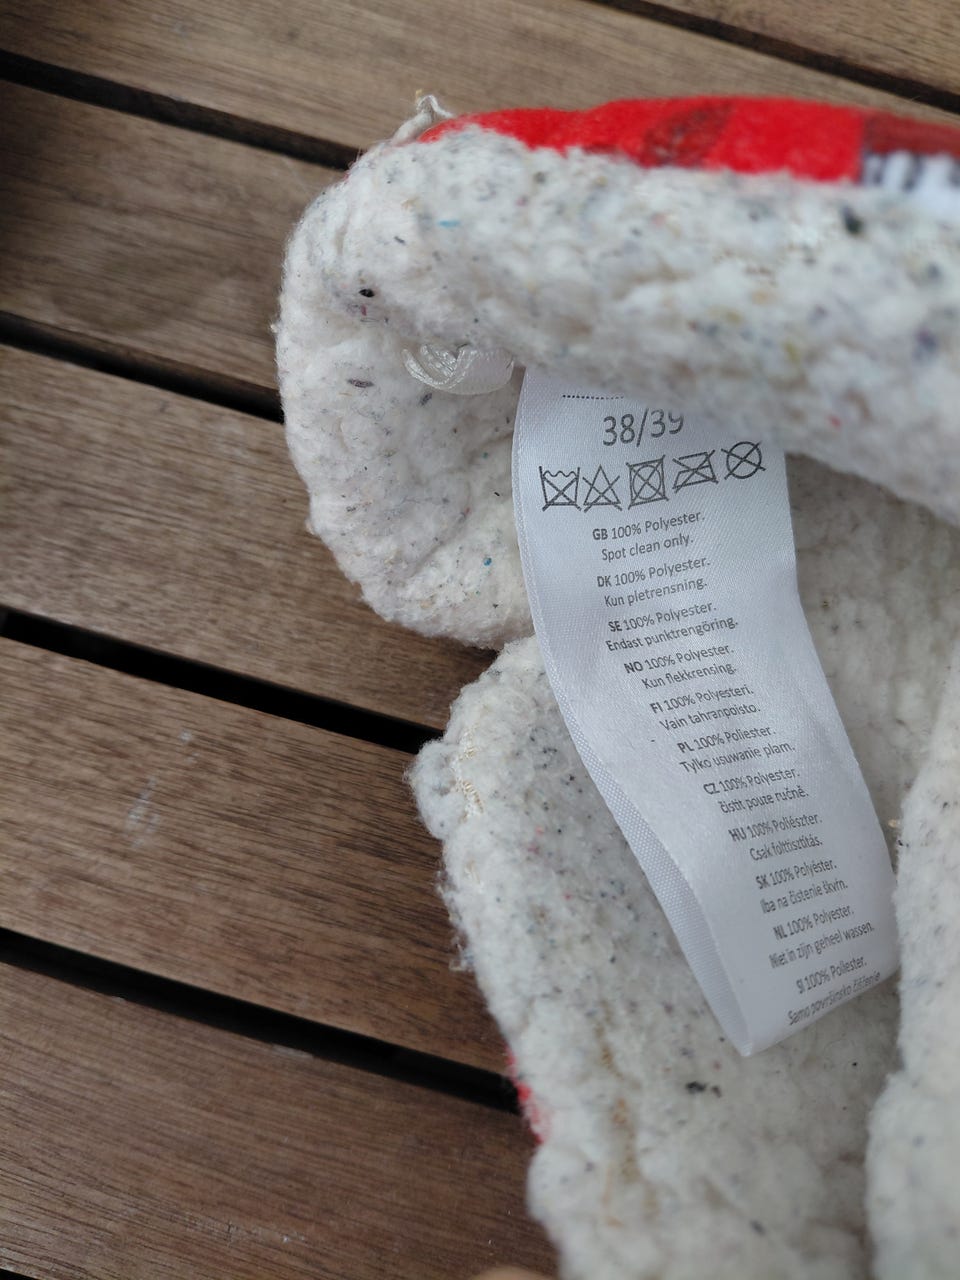 38/39
GB 100% Polyester.
Spot clean only.
DK 100% Polyester.
Kun pletrensning.
SE 100% Polyester.
Endast punktrengöring.
NO 100% Polyester.
Kun flekkrensing.
FI 100% Polyesteri.
Vain tahranpoisto.
PL 100% Poliester.
Tylko usuwanie plam.
CZ 100% Polyester.
čistit pouze ručně.
HU 100% Poliészter.
Csak folttisztítás.
SK 100% Polyester.
Iba na čistenie škvŕn.
NL 100% Polyester.
Niet in zijn geheel wassen.
SI 100% Poliester.
Samo površinsko čiščenje